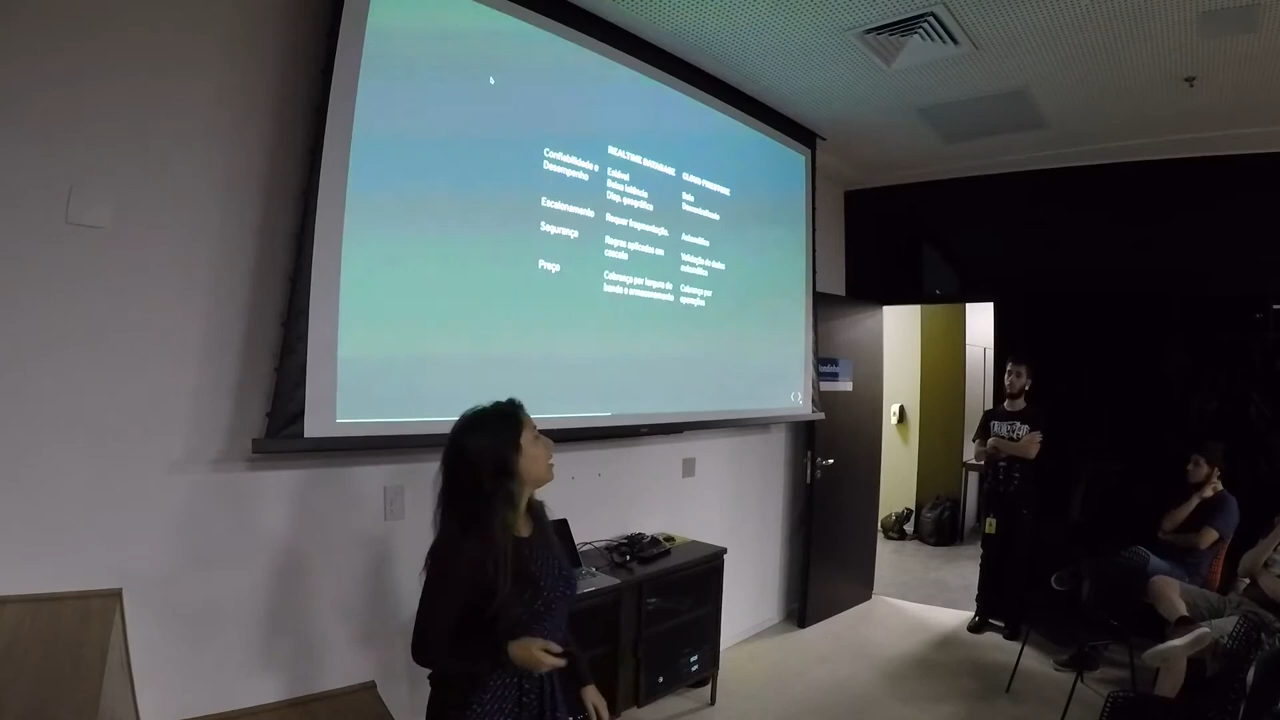 REALTIME DATABASE
CLOUD FIRESTORE
Confiabilidade e
Desempenho
Estável
Baixa latência
Disp. geográfica
Beta
Descentralizado
Escalonamento
Requer fragmentação.
Automático
Segurança
Regras aplicadas em
cascata
Validação de dados
automática
Preço
Cobrança por largura de
banda e armazenamento
Cobrança por
operações